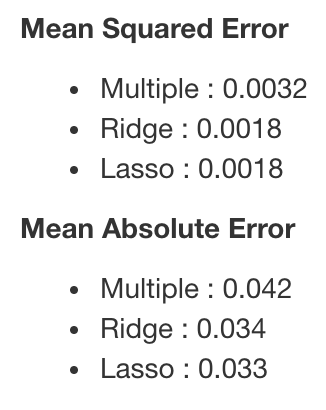 Mean Squared Error
• Multiple : 0.0032
• Ridge : 0.0018
• Lasso : 0.0018
Mean Absolute Error
• Multiple : 0.042
• Ridge : 0.034
• Lasso : 0.033